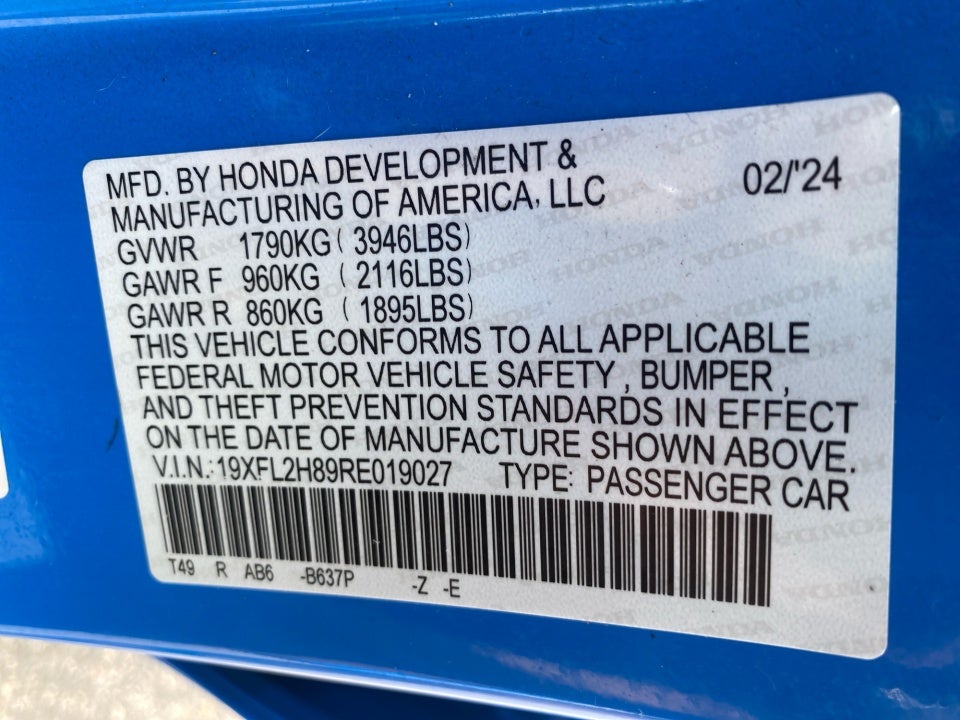 MFD. BY HONDA DEVELOPMENT &
MANUFACTURING OF AMERICA, LLC 02/'24
GVWR 1790KG ( 3946LBS)
GAWR F 960KG ( 2116LBS)
GAWR R 860KG ( 1895LBS)
THIS VEHICLE CONFORMS TO ALL APPLICABLE
FEDERAL MOTOR VEHICLE SAFETY , BUMPER ,
AND THEFT PREVENTION STANDARDS IN EFFECT
ON THE DATE OF MANUFACTURE SHOWN ABOVE.
V.I.N.: 19XFL2H89RE019027 TYPE: PASSENGER CAR
T49 R AB6 -B637P -Z -E